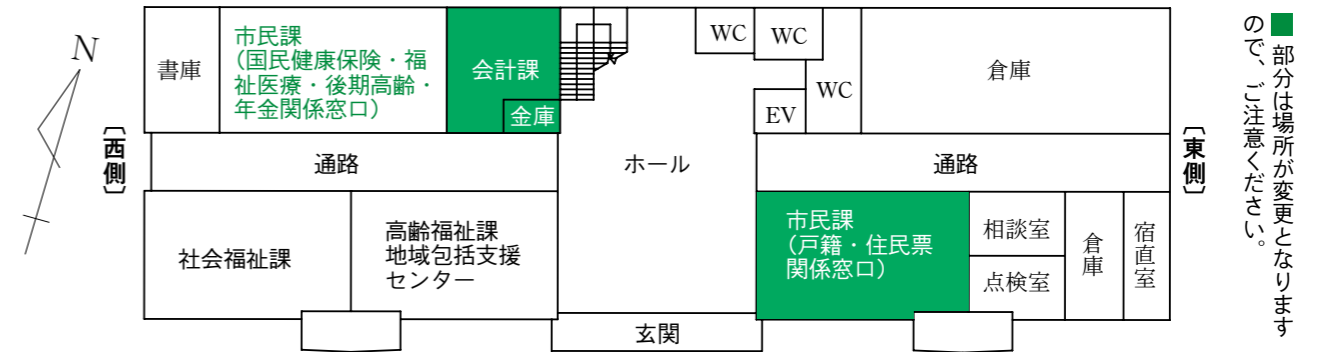 N
〔西側〕
書庫
市民課
（国民健康保険・福
祉医療・後期高齢・
年金関係窓口）
会計課
金庫
WC
WC
WC
EV
倉庫
通路
ホール
通路
社会福祉課
高齢福祉課
地域包括支援
センター
市民課
（戸籍・住民票
関係窓口）
相談室
点検室
倉庫
宿直室
玄関
〔東側〕
■部分は場所が変更となります
ので、ご注意ください。